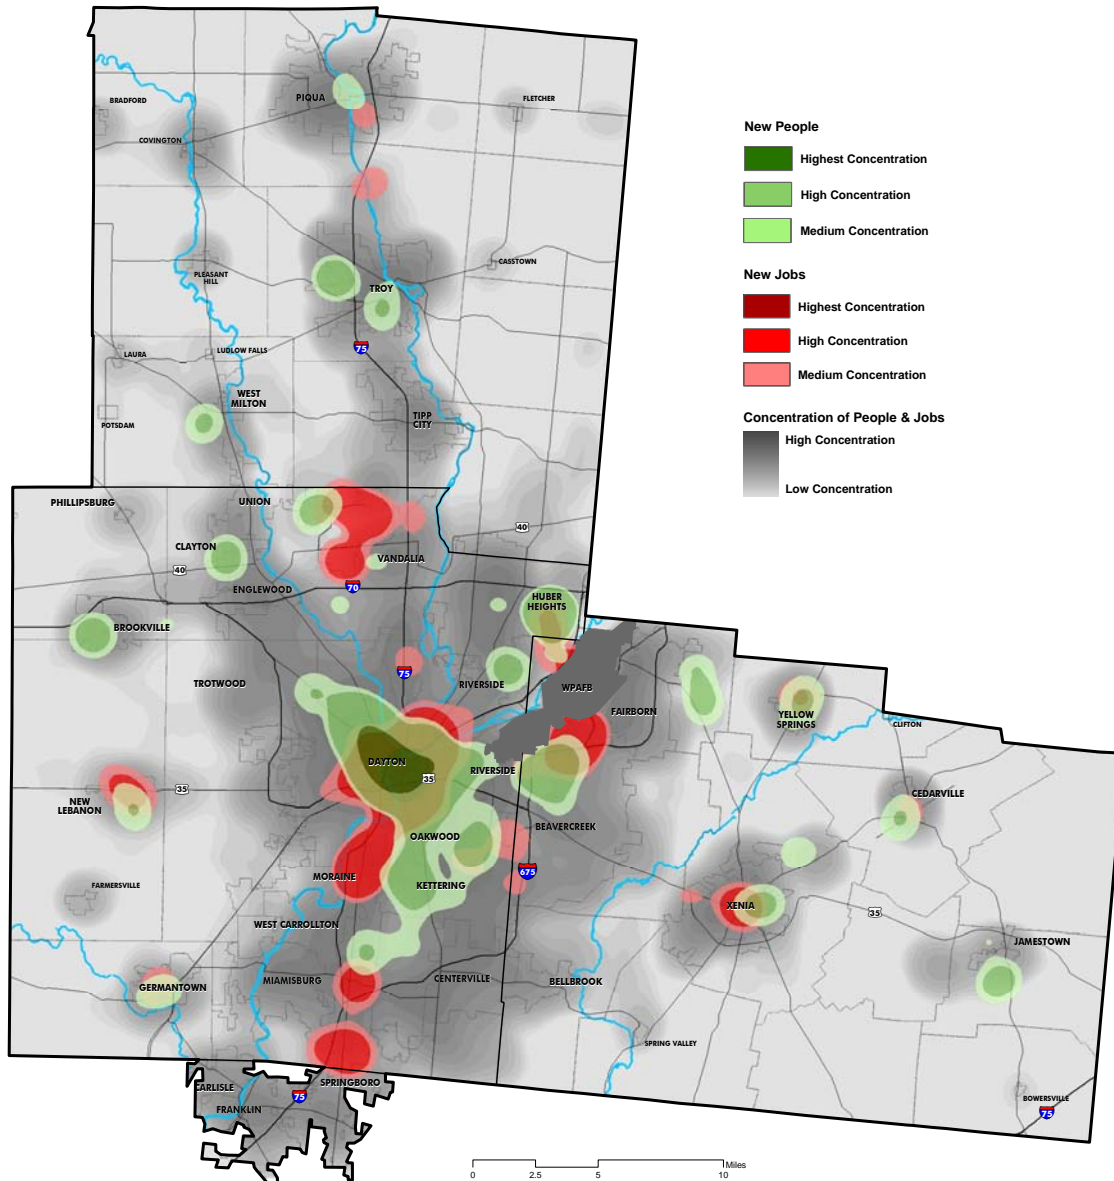 BRADFORD
PIQUA
FLETCHER
COVINGTON
PLEASANT
HILL
CASSTOWN
TROY
75
LAURA
LUDLOW FALLS
WEST
MILTON
POTSDAM
TIPP
CITY
PHILLIPSBURG
UNION
40
CLAYTON
VANDALIA
40
ENGLEWOOD
70
HUBER
HEIGHTS
BROOKVILLE
TROTWOOD
75
RIVERSIDE
WPAFB
FAIRBORN
YELLOW
SPRINGS
CLIFTON
DAYTON
35
RIVERSIDE
NEW
LEBANON
35
CEDARVILLE
OAKWOOD
BEAVERCREEK
MORAINE
KETTERING
675
FARMERSVILLE
XENIA
35
WEST CARROLLTON
JAMESTOWN
GERMANTOWN
MIAMISBURG
CENTERVILLE
BELLBROOK
SPRING VALLEY
CARLISLE
SPRINGBORO
75
FRANKLIN
BOWERSVILLE
75
New People
Highest Concentration
High Concentration
Medium Concentration
New Jobs
Highest Concentration
High Concentration
Medium Concentration
Concentration of People & Jobs
High Concentration
Low Concentration
Miles
0 2.5 5 10